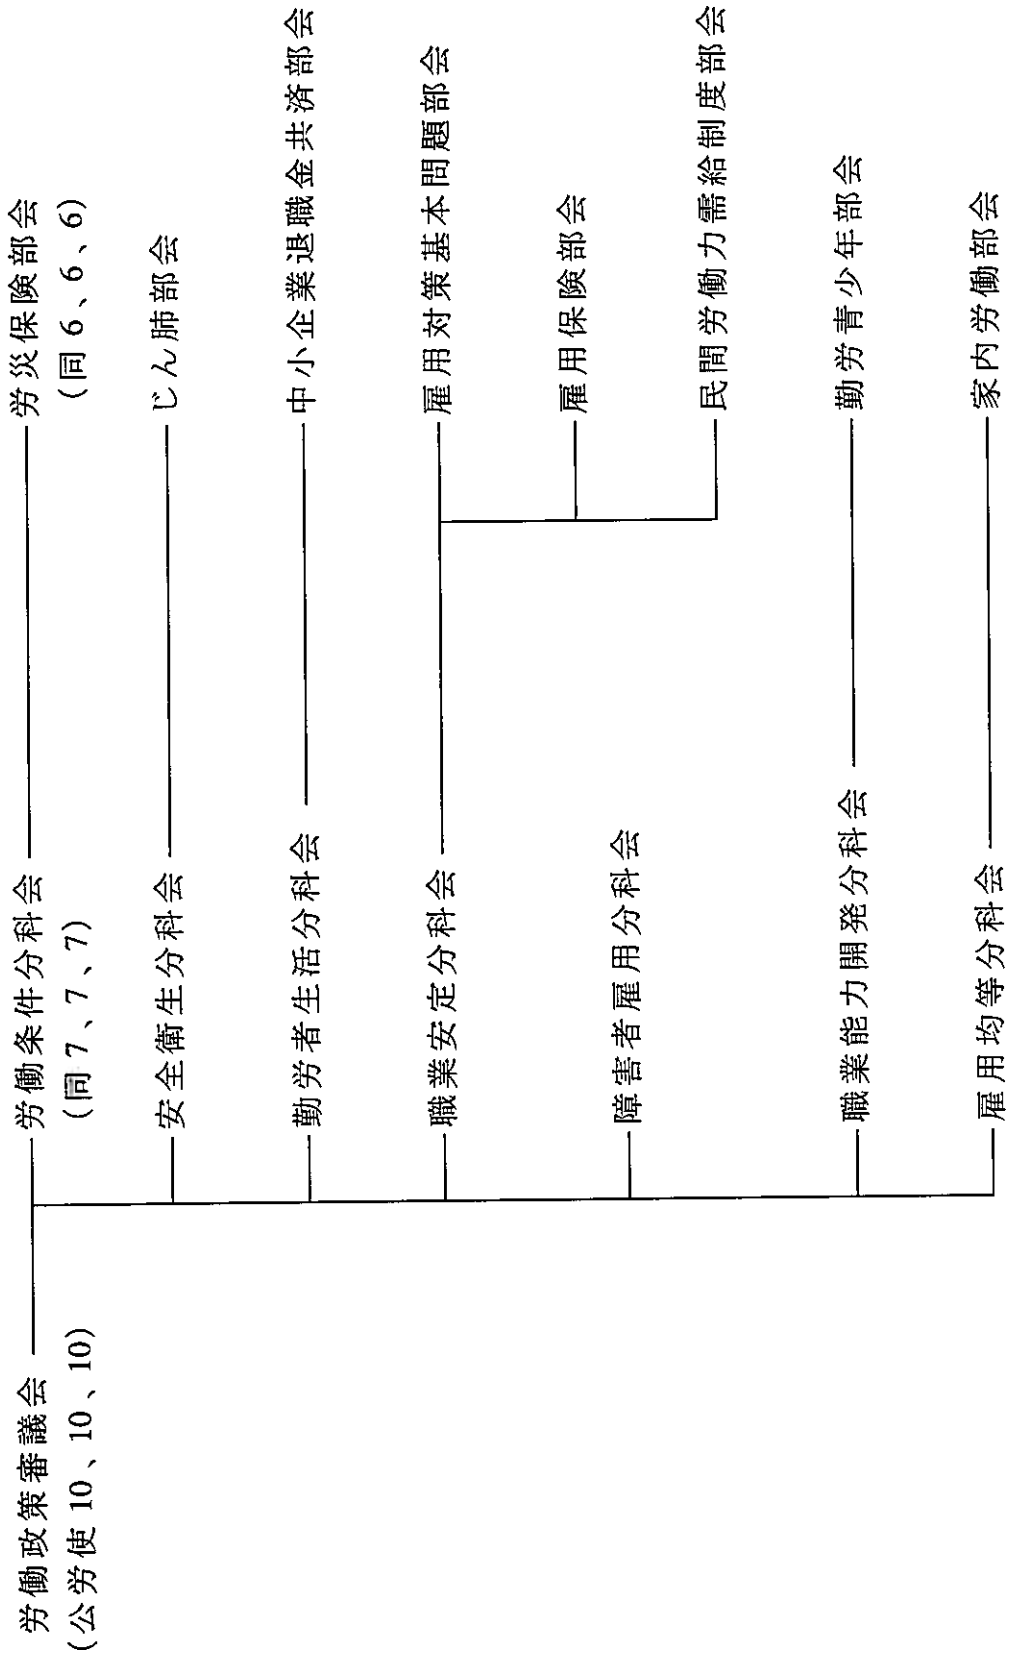 労働政策審議会
（公労使10、10、10）
労働条件分科会
（同7、7、7）
労災保険部会
（同6、6、6）
安全衛生分科会
じん肺部会
勤労者生活分科会
中小企業退職金共済部会
職業安定分科会
雇用対策基本問題部会
雇用保険部会
民間労働力需給制度部会
障害者雇用分科会
職業能力開発分科会
勤労青少年部会
雇用均等分科会
家内労働部会